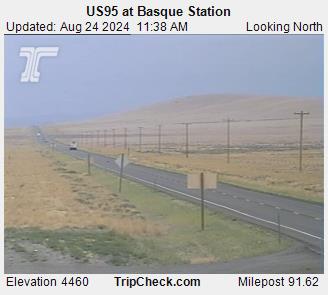 US95 at Basque Station
Updated: Aug 24 2024 11:38 AM Looking North
Elevation 4460 TripCheck.com Milepost 91.62